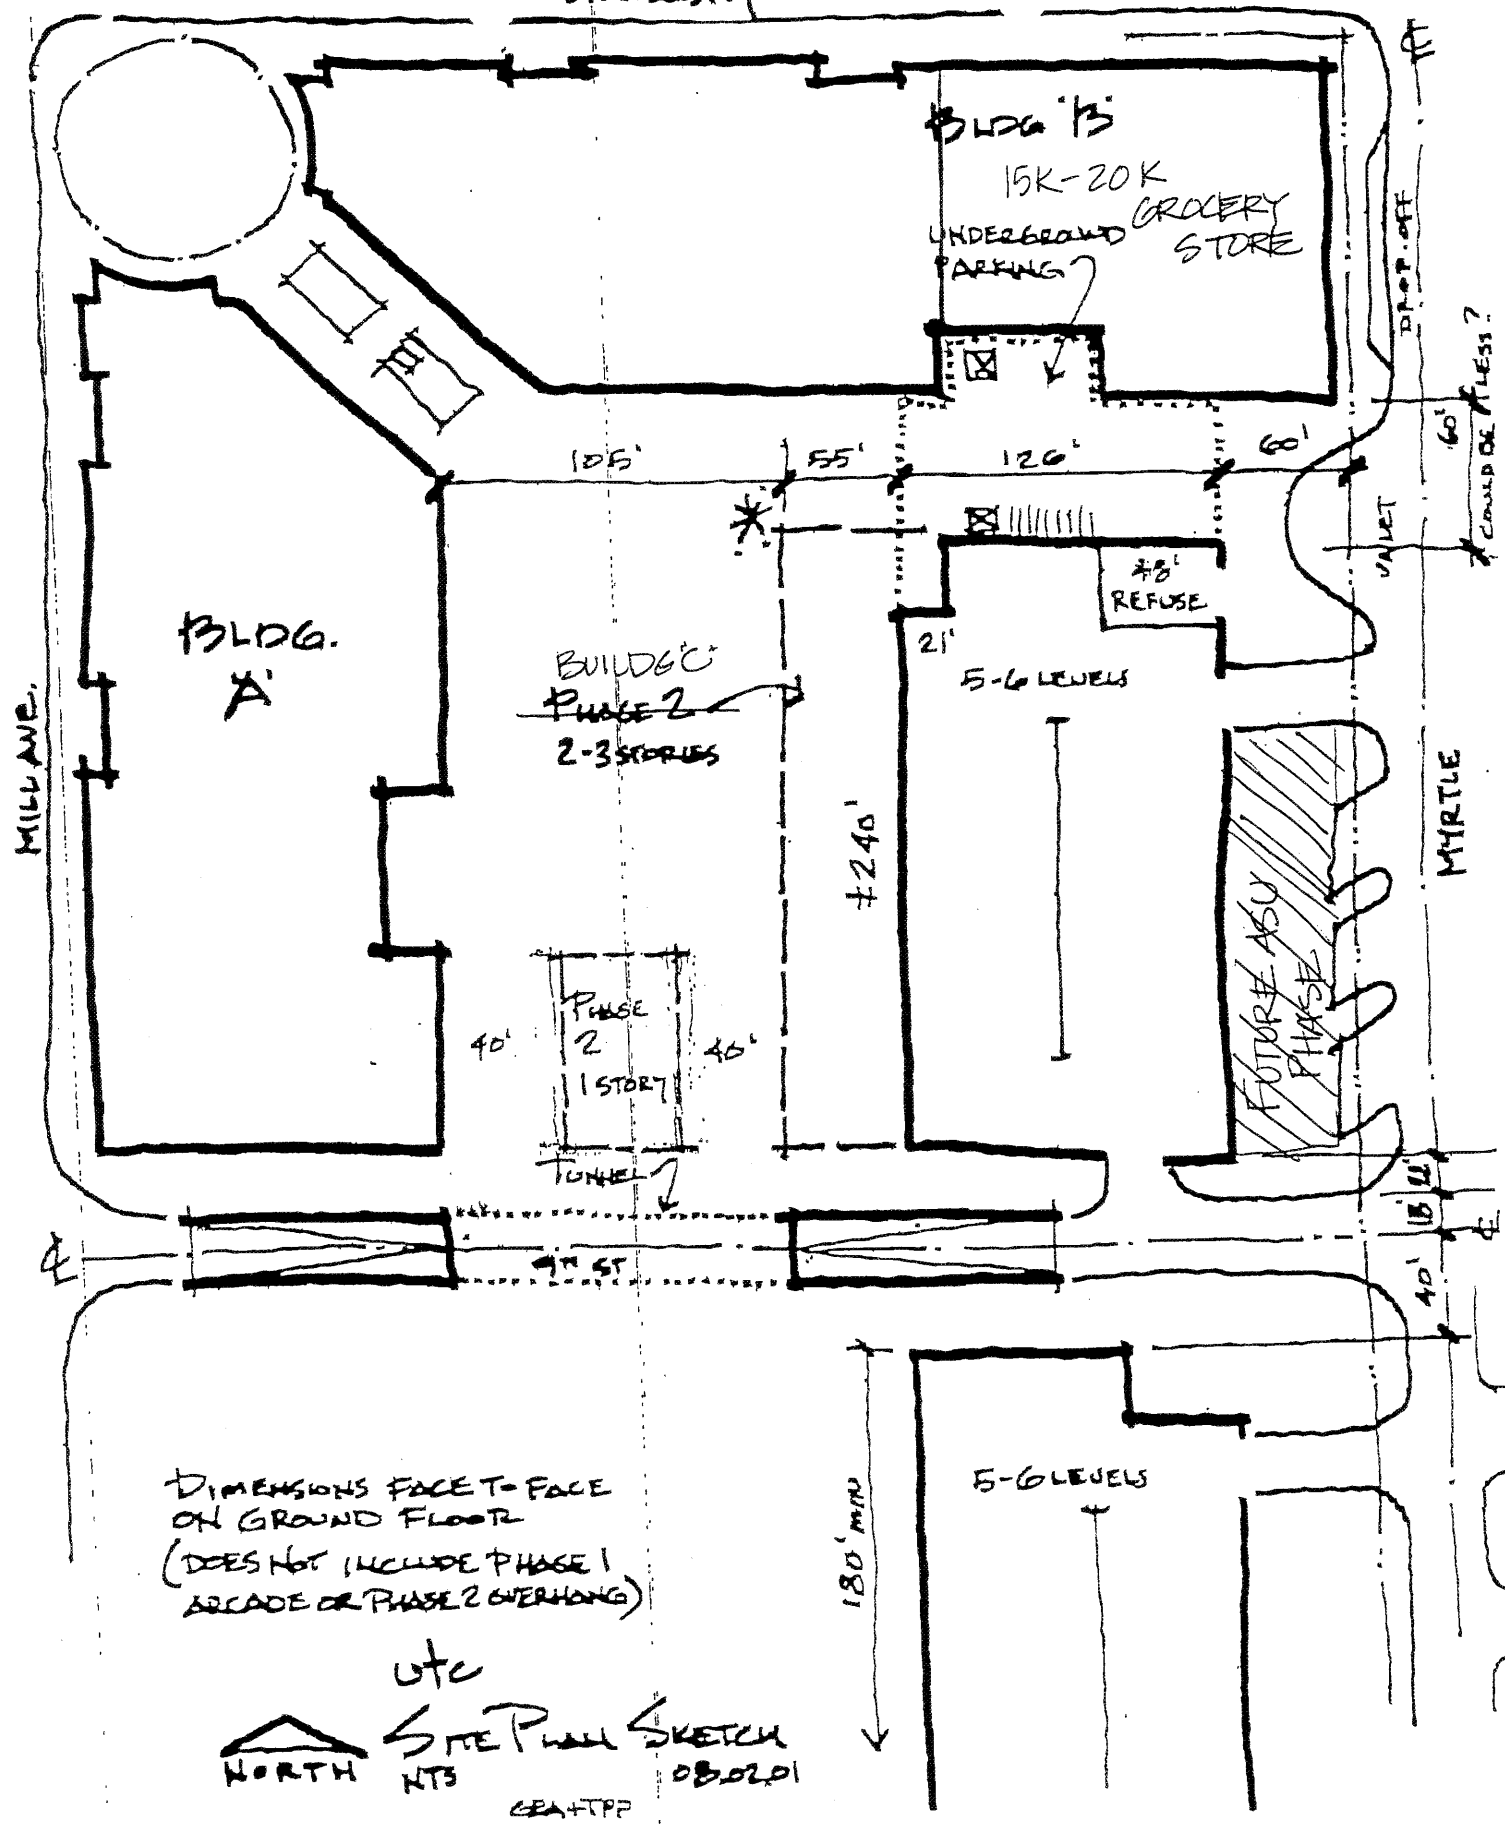 BLDG "B"
15K-20K
GROCERY
STORE
UNDERGROUND
PARKING
DROP-OFF
60'
COULD BE LESS?
105'
55'
126'
60'
VALET
48'
REFUSE
21'
5-6 LEVELS
BLDG.
'A'
BUILDG "C"
PHASE 2
2-3 STORIES
MILL AVE.
MYRTLE
±240'
FUTURE ASU
PHASE
PHASE
2
1 STORY
40'
40'
TUNNEL
11'
18'
40'
9TH ST
5-6 LEVELS
180' MIN
DIMENSIONS FACE TO FACE
ON GROUND FLOOR
(DOES NOT INCLUDE PHASE 1
ARCADE OR PHASE 2 OVERHANG)
utc
SITE PLAN SKETCH
NORTH
NTS
08.02.01